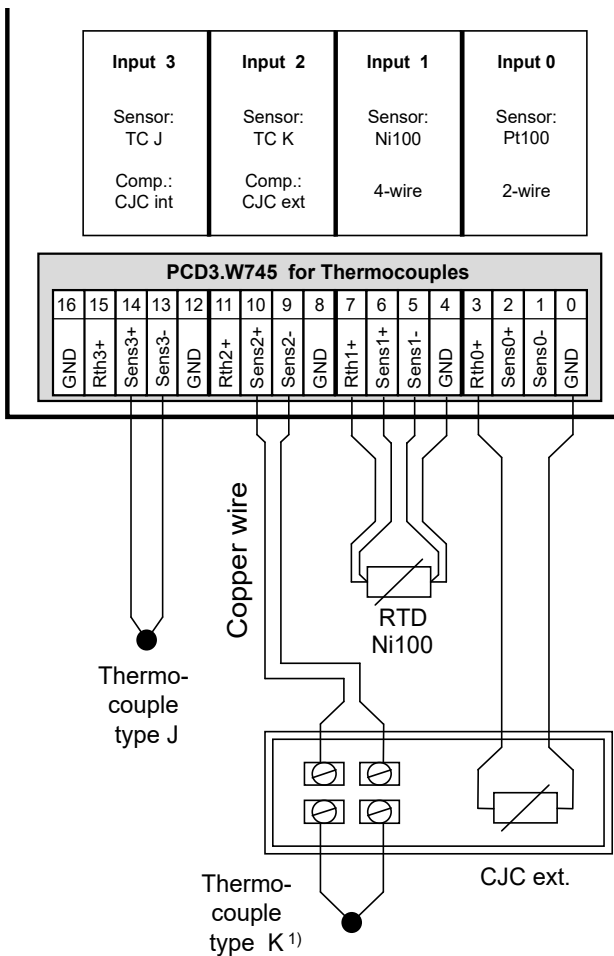 Input 3
Input 2
Input 1
Input 0
Sensor:
TC J
Sensor:
TC K
Sensor:
Ni100
Sensor:
Pt100
Comp.:
CJC int
Comp.:
CJC ext
4-wire
2-wire
PCD3.W745 for Thermocouples
16 15 14 13 12 11 10 9 8 7 6 5 4 3 2 1 0
GND
Rth3+
Sens3+
Sens3-
GND
Rth2+
Sens2+
Sens2-
GND
Rth1+
Sens1+
Sens1-
GND
Rth0+
Sens0+
Sens0-
GND
Copper wire
RTD
Ni100
Thermo-
couple
type J
CJC ext.
Thermo-
couple
type K 1)